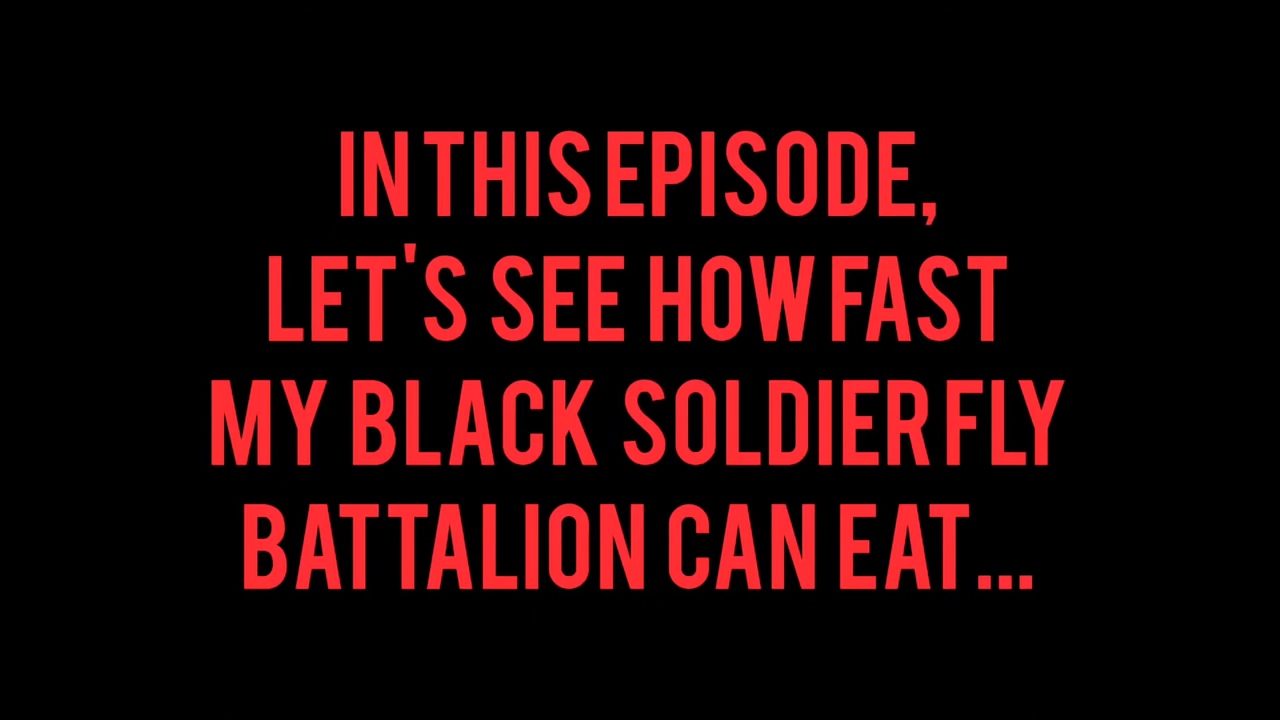 IN THIS EPISODE,
LET'S SEE HOW FAST
MY BLACK SOLDIER FLY
BATTALION CAN EAT...